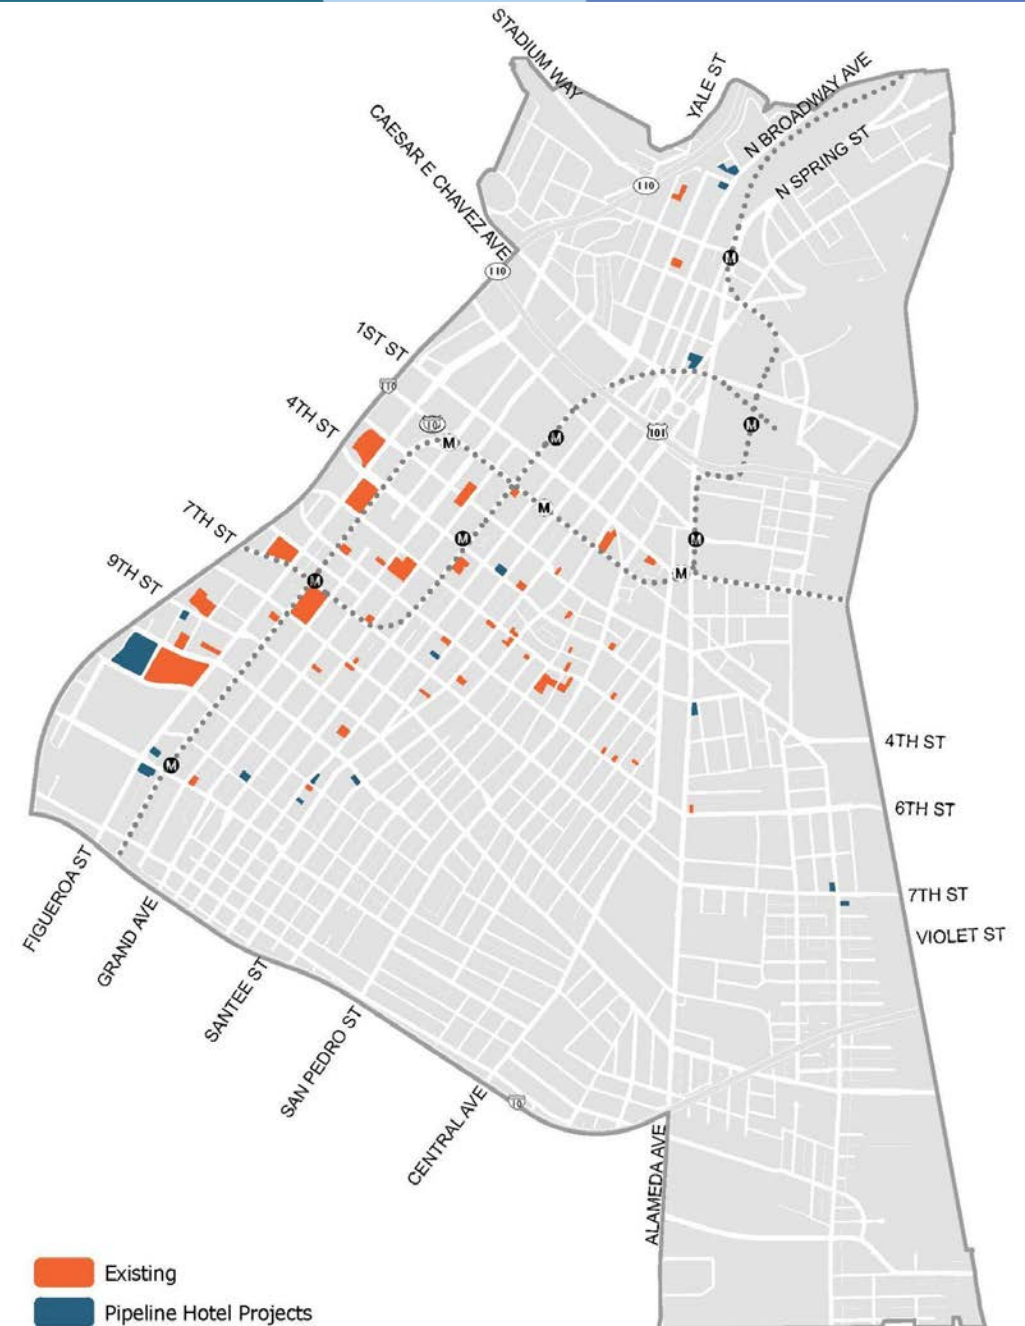 STADIUM WAY
YALE ST
N BROADWAY AVE
CAESAR E CHAVEZ AVE
N SPRING ST
110
M
110
1ST ST
110
4TH ST
M
M
101
M
M
7TH ST
M
M
9TH ST
M
M
4TH ST
M
6TH ST
7TH ST
FIGUEROA ST
GRAND AVE
VIOLET ST
SANTEE ST
SAN PEDRO ST
CENTRAL AVE
10
ALAMEDA AVE
Existing
Pipeline Hotel Projects